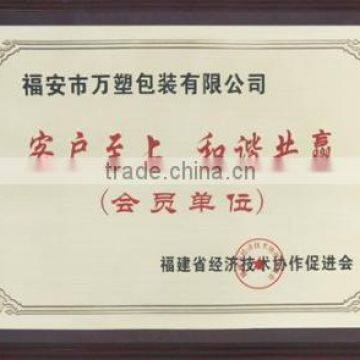 福安市万塑包装有限公司
客户至上 和谐共赢
trade.china.cn
(会员单位)
福建省经济技术协作促进会